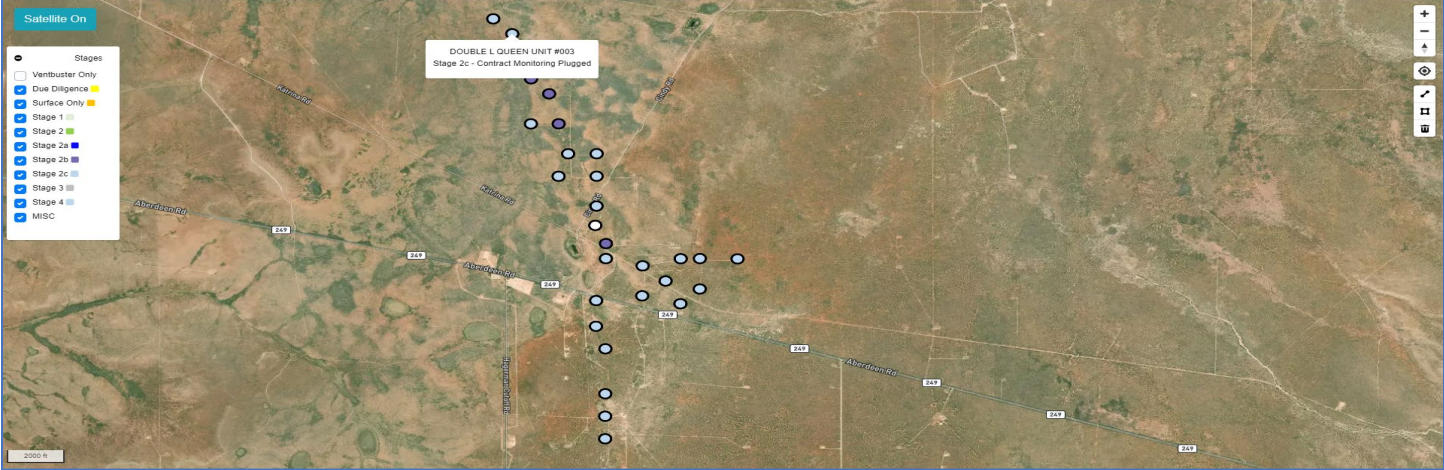 Satellite On
Stages
Ventbuster Only
Due Diligence
Surface Only
Stage 1
Stage 2
Stage 2a
Stage 2b
Stage 2c
Stage 3
Stage 4
MISC
DOUBLE L QUEEN UNIT #003
Stage 2c - Contract Monitoring Plugged
Katrina Rd
Katrina Rd
Aberdeen Rd
249
249
Aberdeen Rd
249
249
249
Aberdeen Rd
249
249
249
2000 ft